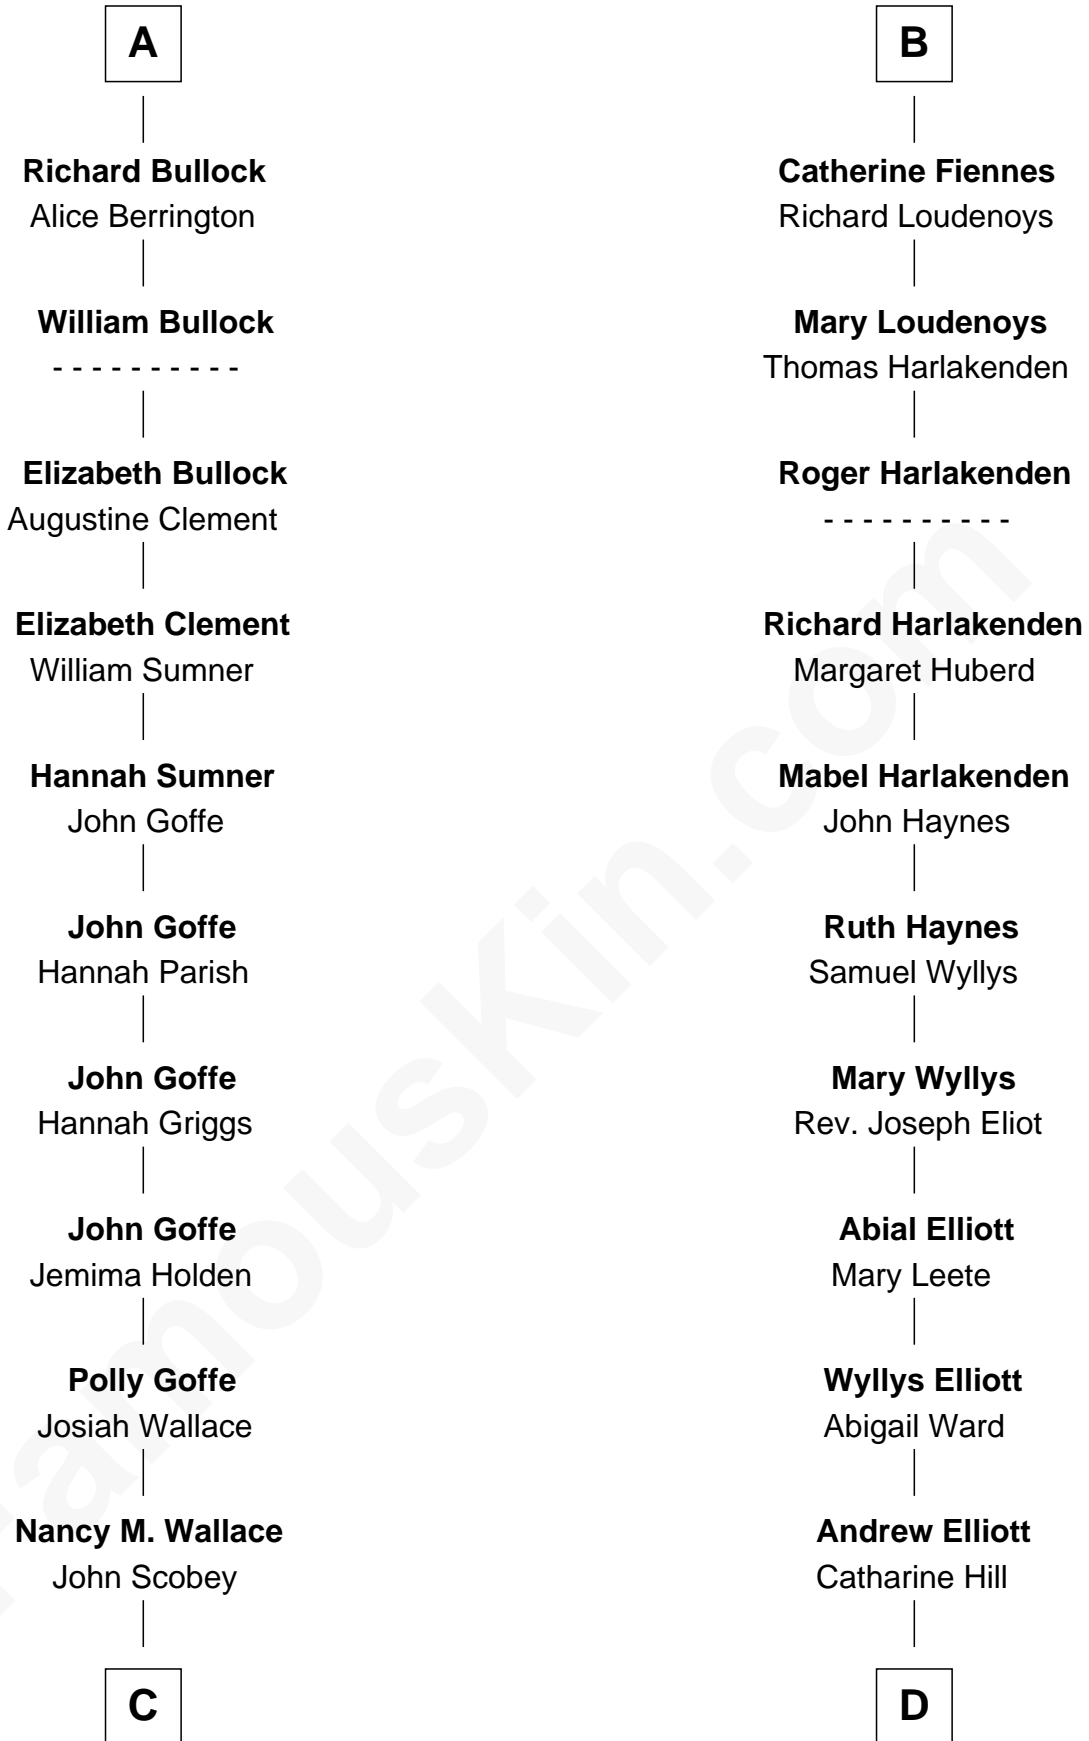 A
Richard Bullock
Alice Berrington
William Bullock
- - - - - - - - - -
Elizabeth Bullock
Augustine Clement
Elizabeth Clement
William Sumner
Hannah Sumner
John Goffe
John Goffe
Hannah Parish
John Goffe
Hannah Griggs
John Goffe
Jemima Holden
Polly Goffe
Josiah Wallace
Nancy M. Wallace
John Scobey
C
B
Catherine Fiennes
Richard Loudenoys
Mary Loudenoys
Thomas Harlakenden
Roger Harlakenden
- - - - - - - - - -
Richard Harlakenden
Margaret Huberd
Mabel Harlakenden
John Haynes
Ruth Haynes
Samuel Wyllys
Mary Wyllys
Rev. Joseph Eliot
Abial Elliott
Mary Leete
Wyllys Elliott
Abigail Ward
Andrew Elliott
Catharine Hill
D
FamousKin.com